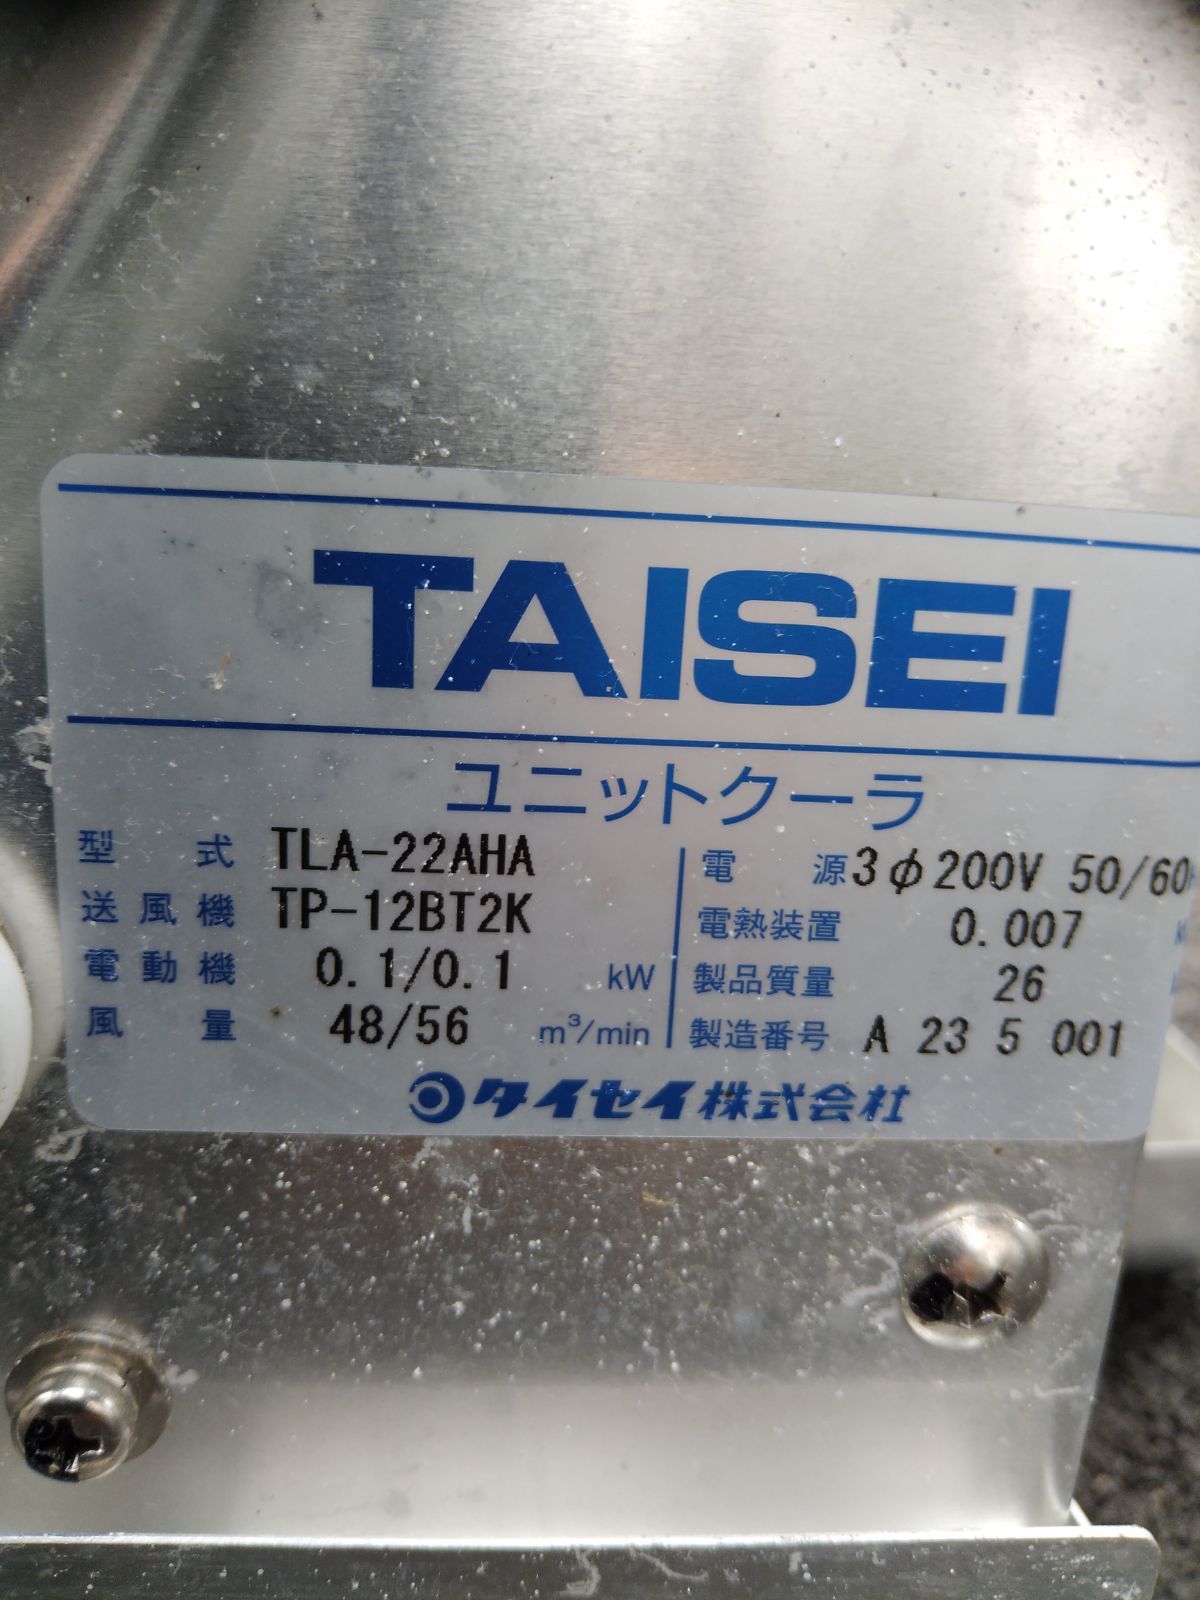 TAISEI
ユニットクーラ
型式 TLA-22AHA
送風機 TP-12BT2K
電動機 0.1/0.1 kW
風量 48/56 m³/min
電源 3φ200V 50/60
電熱装置 0.007
製品質量 26
製造番号 A 23 5 001
タイセイ株式会社